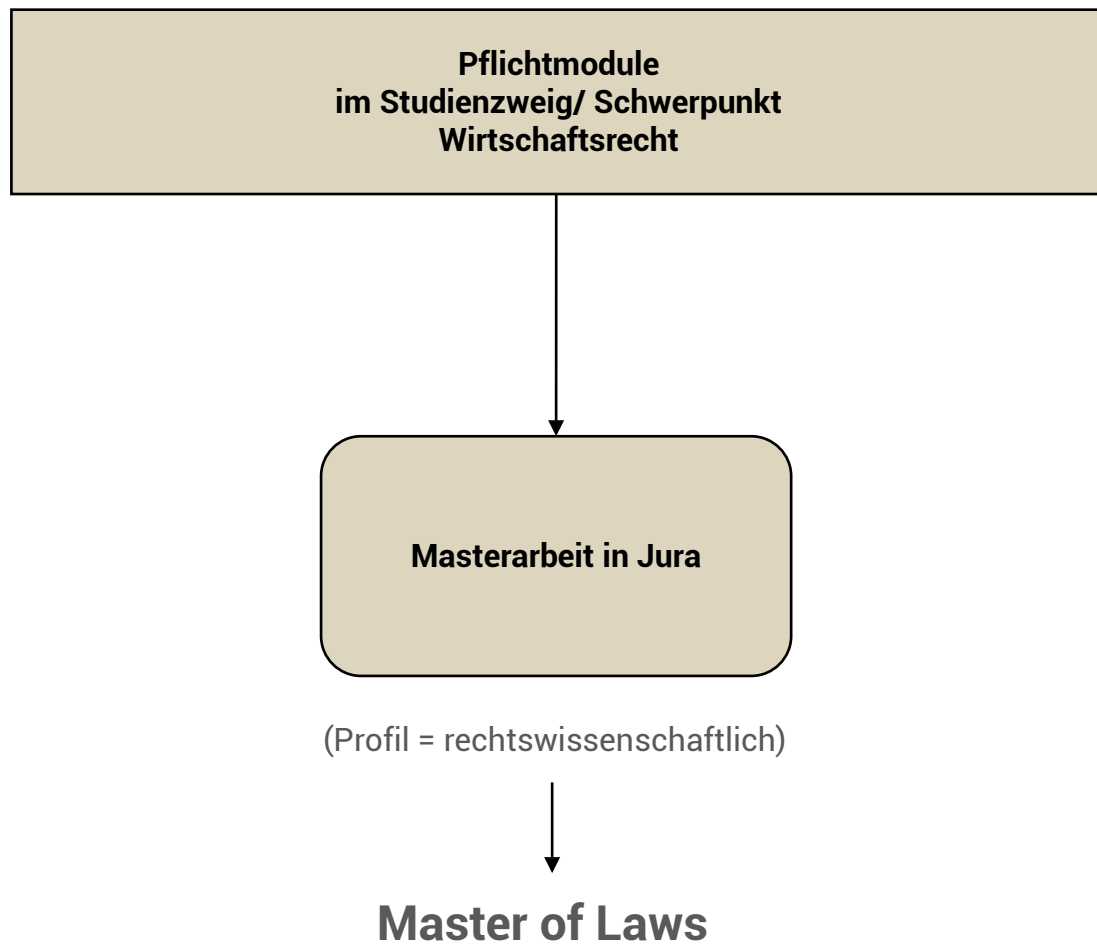 Pflichtmodule
im Studienzweig/ Schwerpunkt
Wirtschaftsrecht
Masterarbeit in Jura
(Profil = rechtswissenschaftlich)
Master of Laws